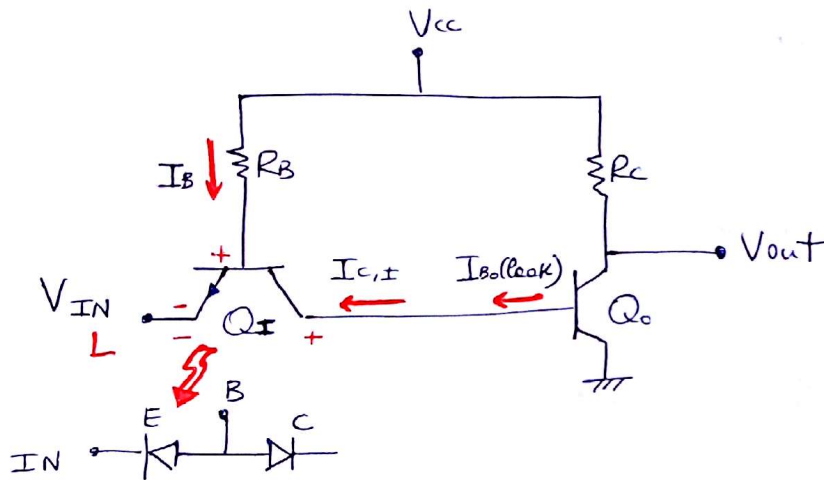 Vcc
IB
RB
RC
Vout
+
IC,I
IBo(leak)
VIN
-
QI
Qo
L
-
+
B
E
C
IN